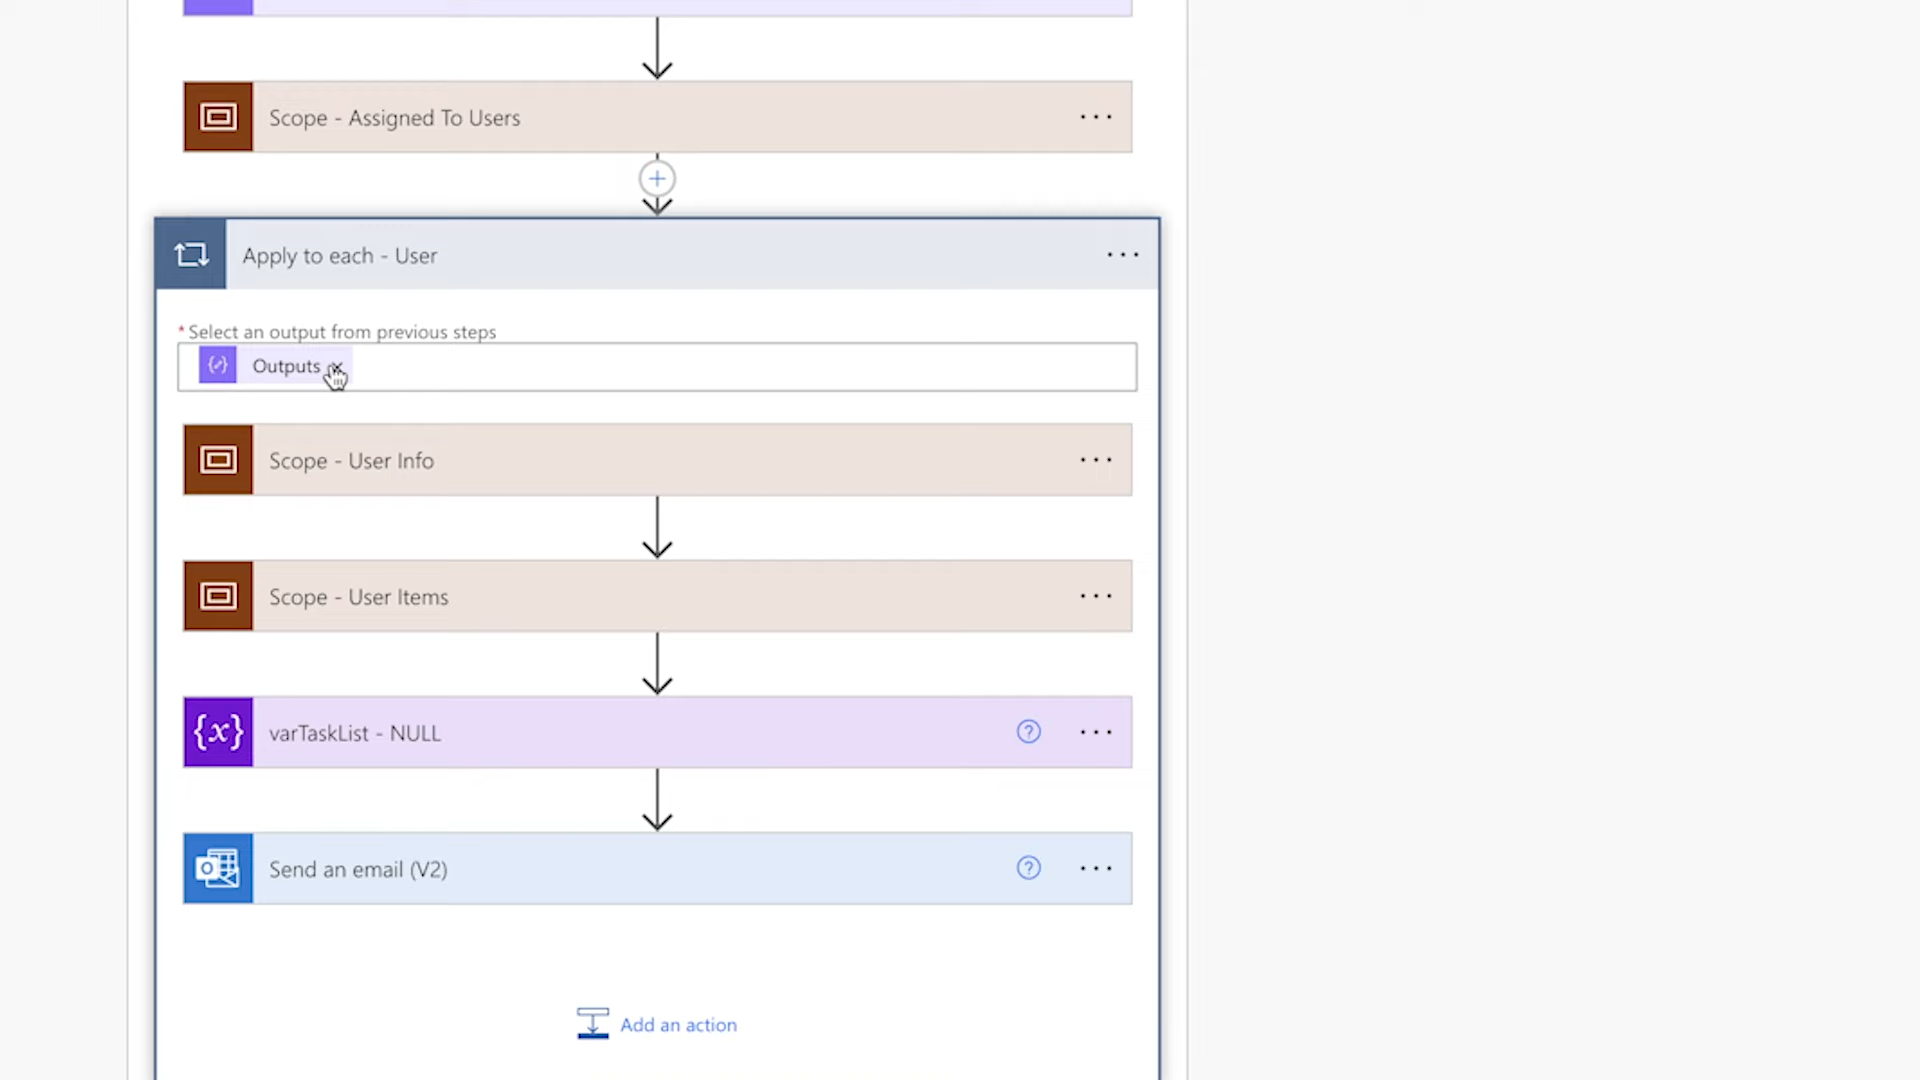 Scope - Assigned To Users
Apply to each - User
* Select an output from previous steps
Outputs
Scope - User Info
Scope - User Items
{x} varTaskList - NULL
Send an email (V2)
Add an action